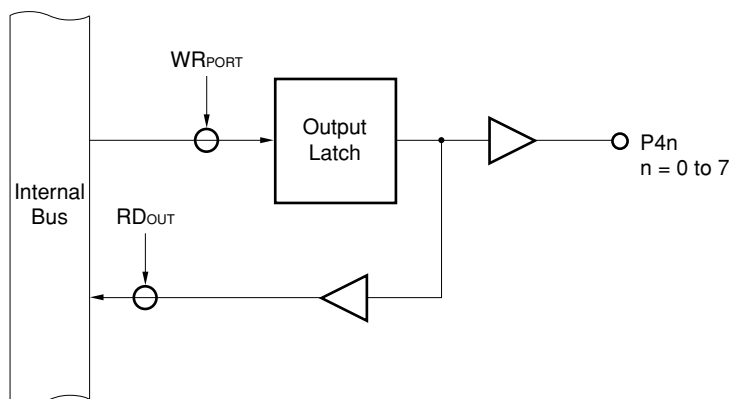 WRPORT
Output
Latch
P4n
n = 0 to 7
Internal
Bus
RDOUT